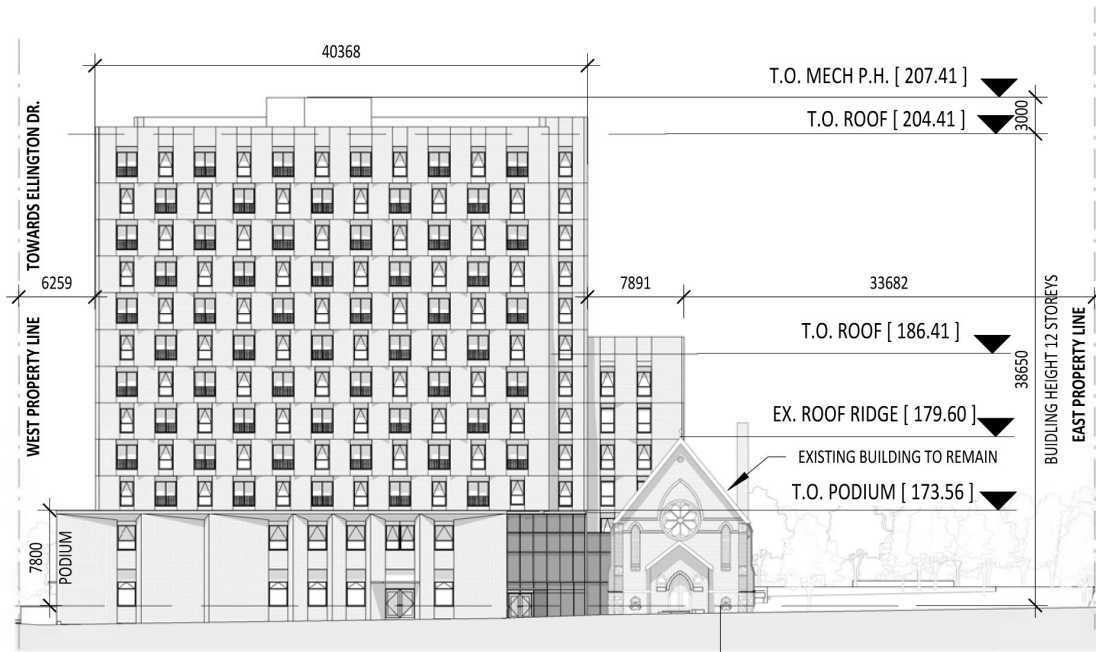 40368
T.O. MECH P.H. [ 207.41 ]
3000
T.O. ROOF [ 204.41 ]
TOWARDS ELLINGTON DR.
6259
7891
33682
T.O. ROOF [ 186.41 ]
WEST PROPERTY LINE
38650
BUIDLING HEIGHT 12 STOREYS
EAST PROPERTY LINE
EX. ROOF RIDGE [ 179.60 ]
EXISTING BUILDING TO REMAIN
T.O. PODIUM [ 173.56 ]
7800
PODIUM